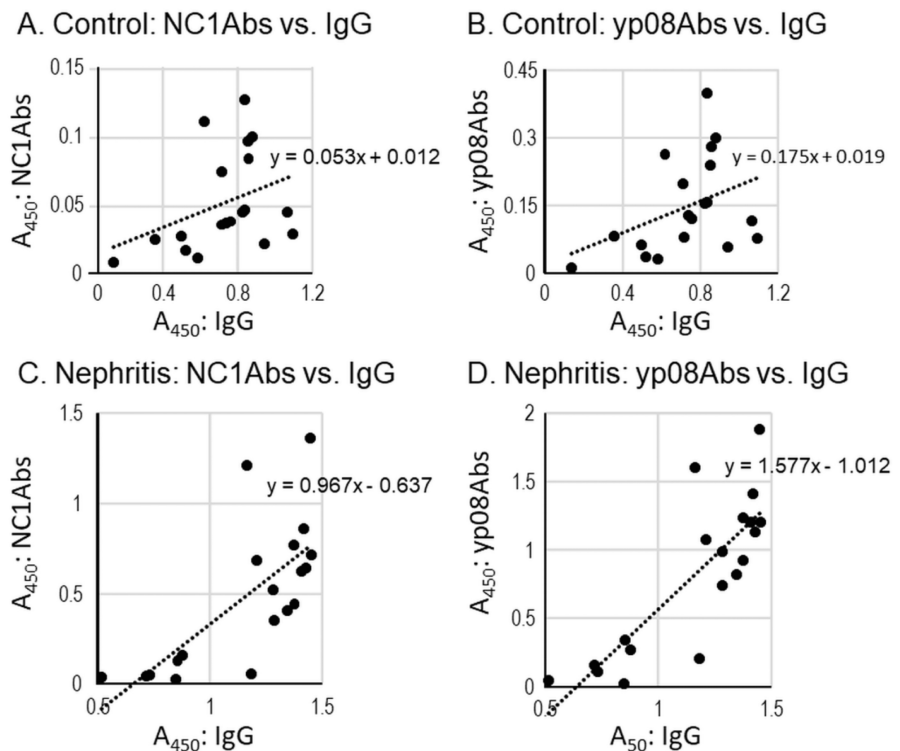 A. Control: NC1Abs vs. IgG
0.15
0.1
0.05
0
A₄₅₀: NC1Abs
y = 0.053x + 0.012
0 0.4 0.8 1.2
A₄₅₀: IgG
B. Control: yp08Abs vs. IgG
0.45
0.3
0.15
0
A₄₅₀: yp08Abs
y = 0.175x + 0.019
0 0.4 0.8 1.2
A₄₅₀: IgG
C. Nephritis: NC1Abs vs. IgG
1.5
1
0.5
0
A₄₅₀: NC1Abs
y = 0.967x - 0.637
0.5 1 1.5
A₄₅₀: IgG
D. Nephritis: yp08Abs vs. IgG
2
1.5
1
0.5
0
A₄₅₀: yp08Abs
y = 1.577x - 1.012
0.5 1 1.5
A₅₀: IgG